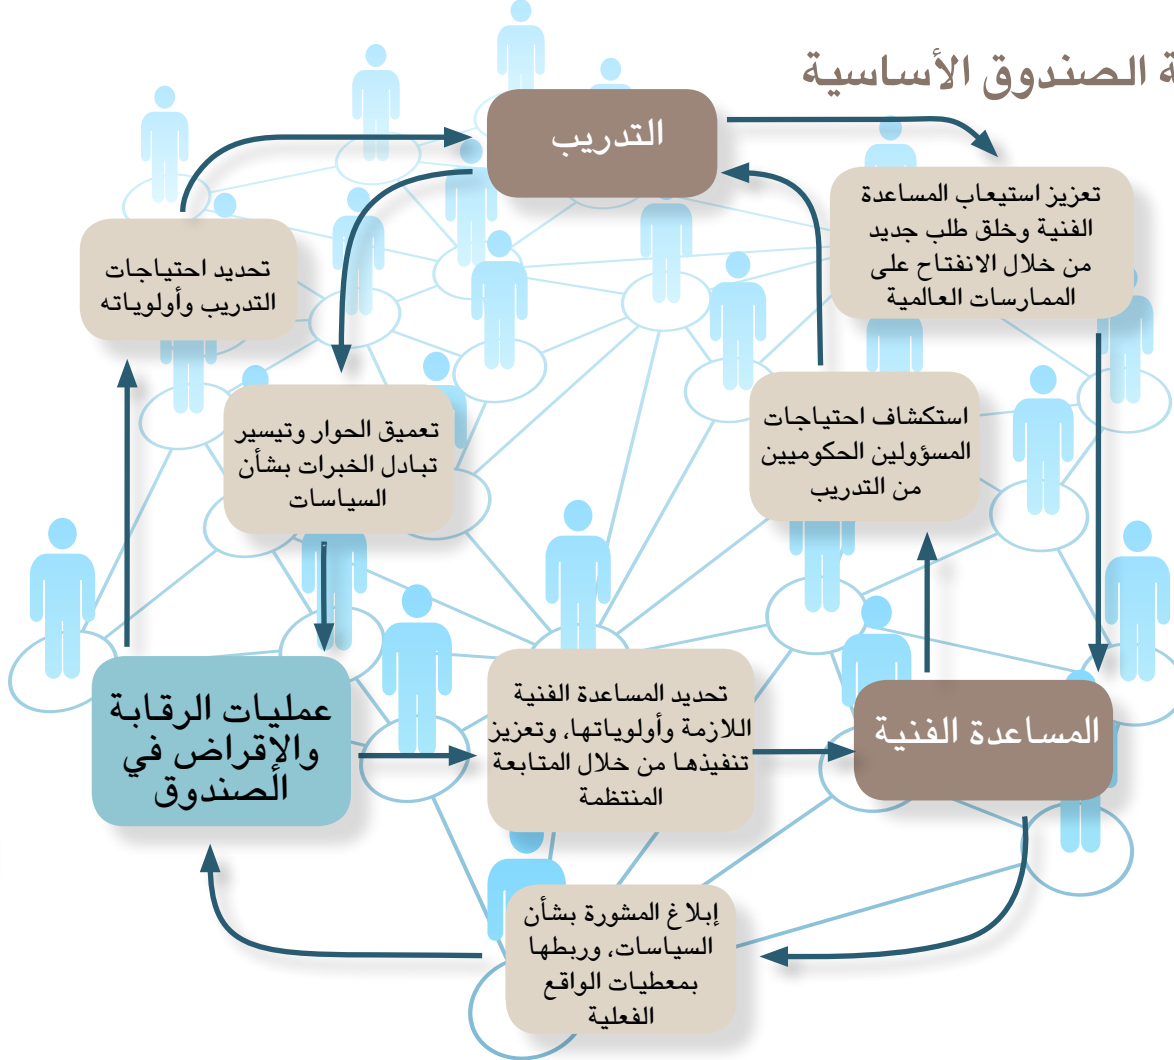 ة الصندوق الأساسية
التدريب
تعزيز استيعاب المساعدة
الفنية وخلق طلب جديد
من خلال الانفتاح على
الممارسات العالمية
تحديد احتياجات
التدريب وأولوياته
استكشاف احتياجات
المسؤولين الحكوميين
من التدريب
تعميق الحوار وتيسير
تبادل الخبرات بشأن
السياسات
المساعدة الفنية
تحديد المساعدة الفنية
اللازمة وأولوياتها، وتعزيز
تنفيذها من خلال المتابعة
المنتظمة
عمليات الرقابة
والإقراض في
الصندوق
إبلاغ المشورة بشأن
السياسات، وربطها
بمعطيات الواقع
الفعلية